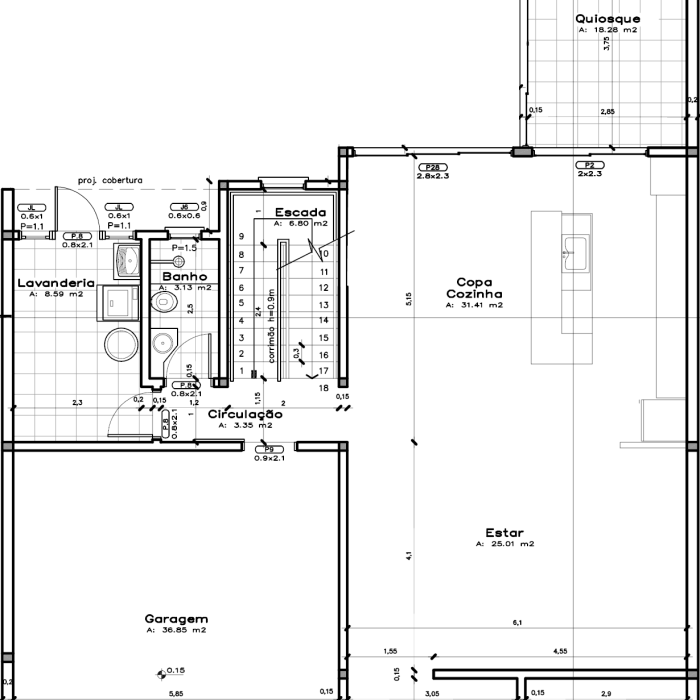 Quiosque
A: 18.28 m2
3,75
0,15
2,85
0,2
P28
2.8x2.3
P2
2x2.3
proj. cobertura
JL
0.6x1
P=1.1
P.8
0.8x2.1
JL
0.6x1
P=1.1
J6
0.6x0.6
0,9
P=1.5
Escada
A: 6.80 m2
1
9
8
7
6
5
4
3
2
1
10
11
12
13
14
15
16
17
18
2,4
corrimão h=0.9m
0,3
Lavanderia
A: 8.59 m2
Banho
A: 3.13 m2
2,5
0,15
P.8
0.8x2.1
Copa
Cozinha
A: 31.41 m2
5,15
2,3
0,2
0,15
1,2
1
1,15
2
0,15
P.8
0.8x2.1
Circulação
A: 3.35 m2
P9
0.9x2.1
Estar
A: 25.01 m2
4,1
6,1
1,55
4,55
Garagem
A: 36.85 m2
0.15
0,2
5,85
0,15
0,15
3,05
0,15
2,9